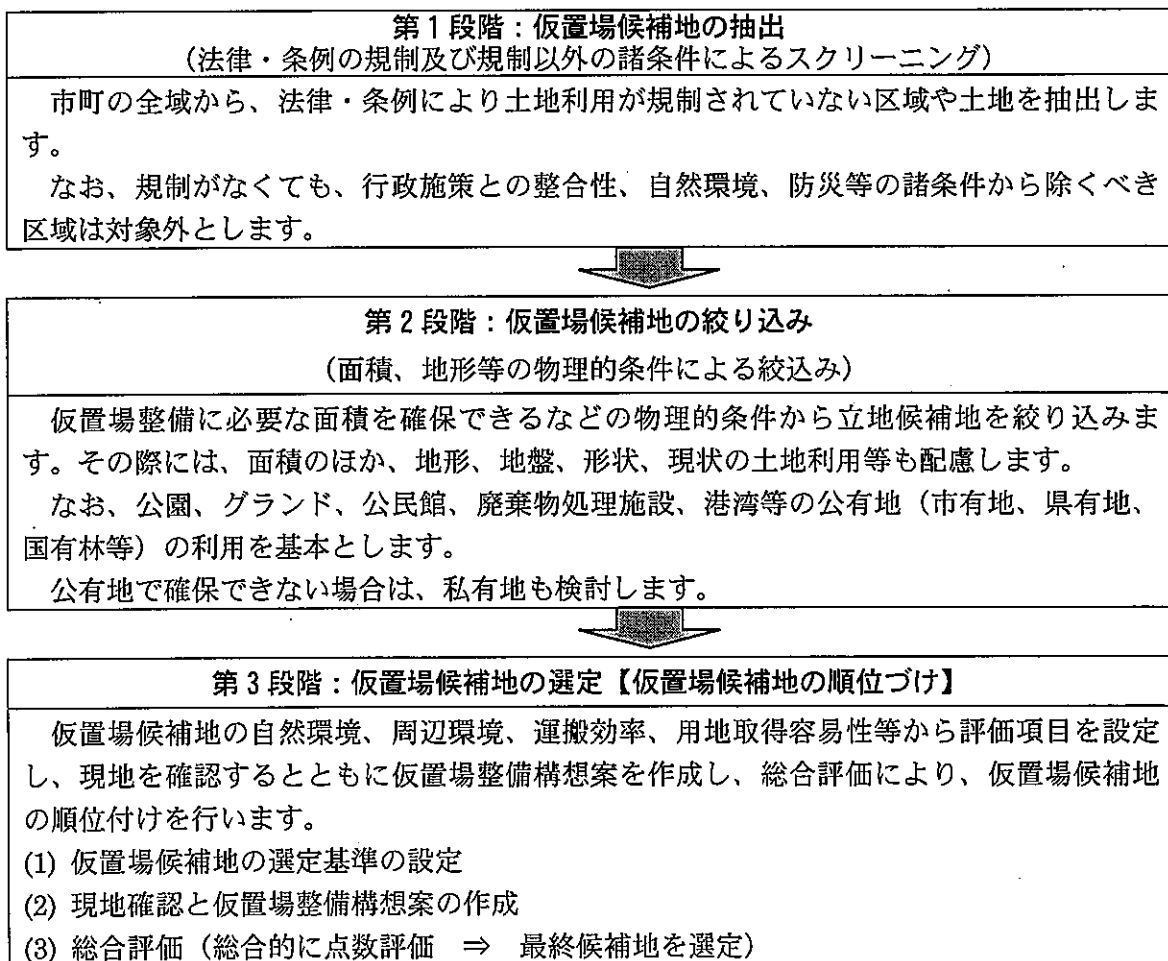 第1段階：仮置場候補地の抽出
（法律・条例の規制及び規制以外の諸条件によるスクリーニング）
市町の全域から、法律・条例により土地利用が規制されていない区域や土地を抽出しま
す。
なお、規制がなくても、行政施策との整合性、自然環境、防災等の諸条件から除くべき
区域は対象外とします。
第2段階：仮置場候補地の絞り込み
（面積、地形等の物理的条件による絞込み）
仮置場整備に必要な面積を確保できるなどの物理的条件から立地候補地を絞り込みま
す。その際には、面積のほか、地形、地盤、形状、現状の土地利用等も配慮します。
なお、公園、グランド、公民館、廃棄物処理施設、港湾等の公有地（市有地、県有地、
国有林等）の利用を基本とします。
公有地で確保できない場合は、私有地も検討します。
第3段階：仮置場候補地の選定【仮置場候補地の順位づけ】
仮置場候補地の自然環境、周辺環境、運搬効率、用地取得容易性等から評価項目を設定
し、現地を確認するとともに仮置場整備構想案を作成し、総合評価により、仮置場候補地
の順位付けを行います。
(1) 仮置場候補地の選定基準の設定
(2) 現地確認と仮置場整備構想案の作成
(3) 総合評価（総合的に点数評価 ⇒ 最終候補地を選定）